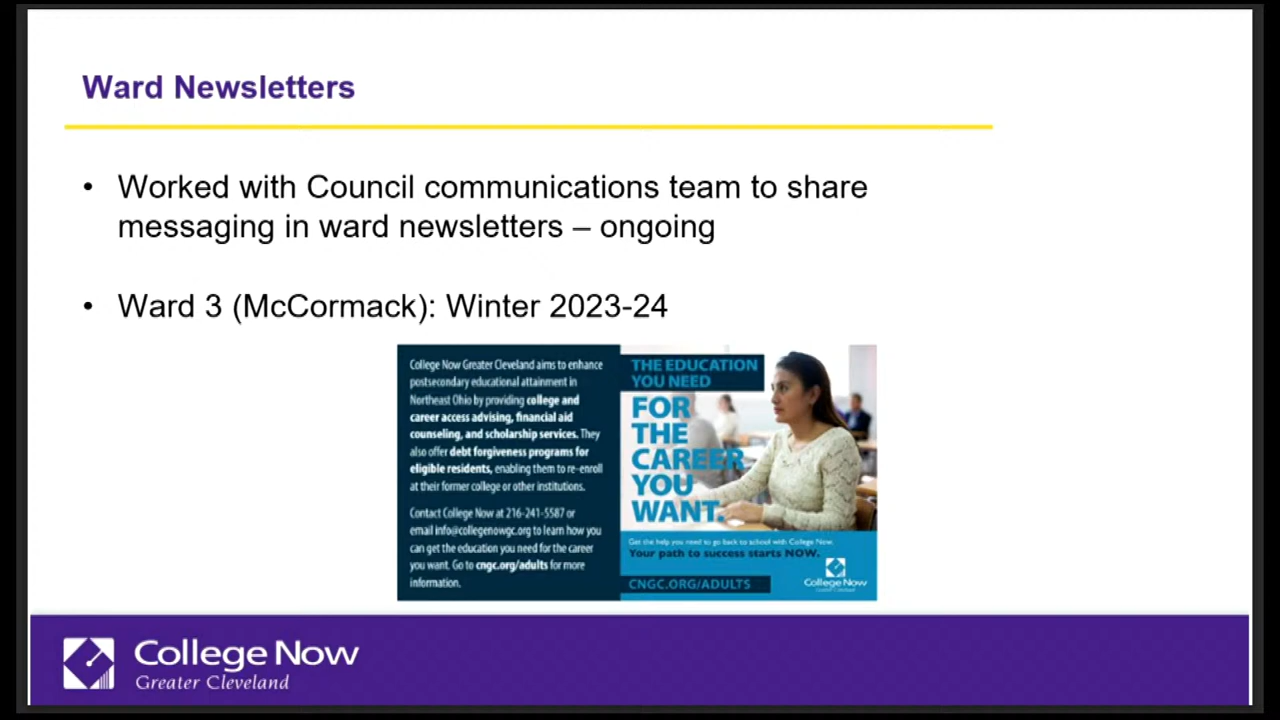 Ward Newsletters
• Worked with Council communications team to share
messaging in ward newsletters – ongoing
• Ward 3 (McCormack): Winter 2023-24
College Now Greater Cleveland aims to enhance
postsecondary educational attainment in
Northeast Ohio by providing college and
career access advising, financial aid
counseling, and scholarship services. They
also offer debt forgiveness programs for
eligible residents, enabling them to re-enroll
at their former college or other institutions.
Contact College Now at 216-241-5587 or
email info@collegenowgc.org to learn how you
can get the education you need for the career
you want. Go to cngc.org/adults for more
information.
THE EDUCATION
YOU NEED
FOR
THE
CAREER
YOU
WANT.
Get the help you need to go back to school with College Now.
Your path to success starts NOW.
CNGC.ORG/ADULTS
College Now
Greater Cleveland
College Now
Greater Cleveland